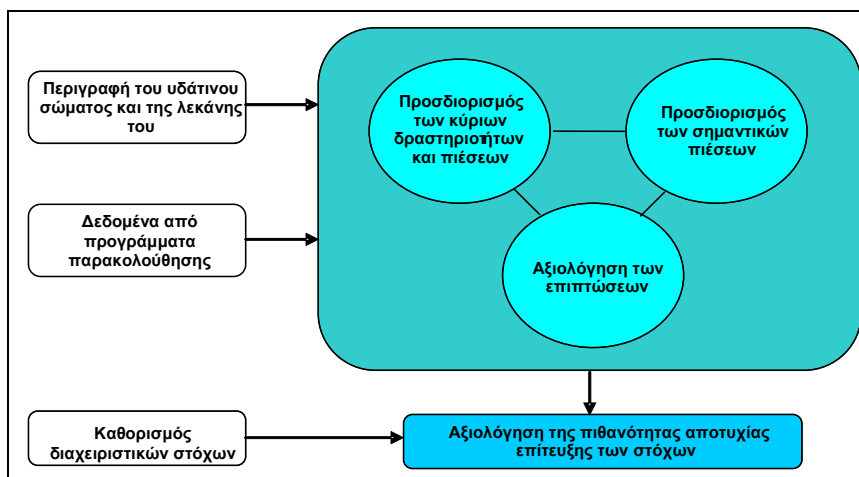 Περιγραφή του υδάτινου
σώματος και της λεκάνης
του
Προσδιορισμός
των κύριων
δραστηριοτήτων
και πιέσεων
Προσδιορισμός
των σημαντικών
πιέσεων
Δεδομένα από
προγράμματα
παρακολούθησης
Αξιολόγηση των
επιπτώσεων
Καθορισμός
διαχειριστικών στόχων
Αξιολόγηση της πιθανότητας αποτυχίας
επίτευξης των στόχων